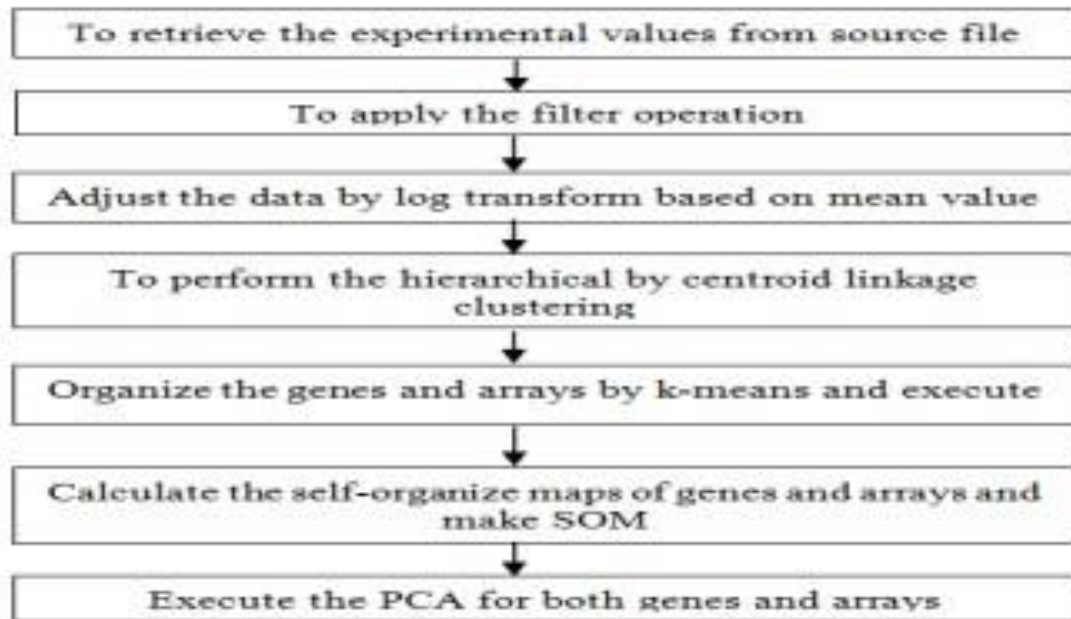 To retrieve the experimental values from source file
To apply the filter operation
Adjust the data by log transform based on mean value
To perform the hierarchical by centroid linkage
clustering
Organize the genes and arrays by k-means and execute
Calculate the self-organize maps of genes and arrays and
make SOM
Execute the PCA for both genes and arrays